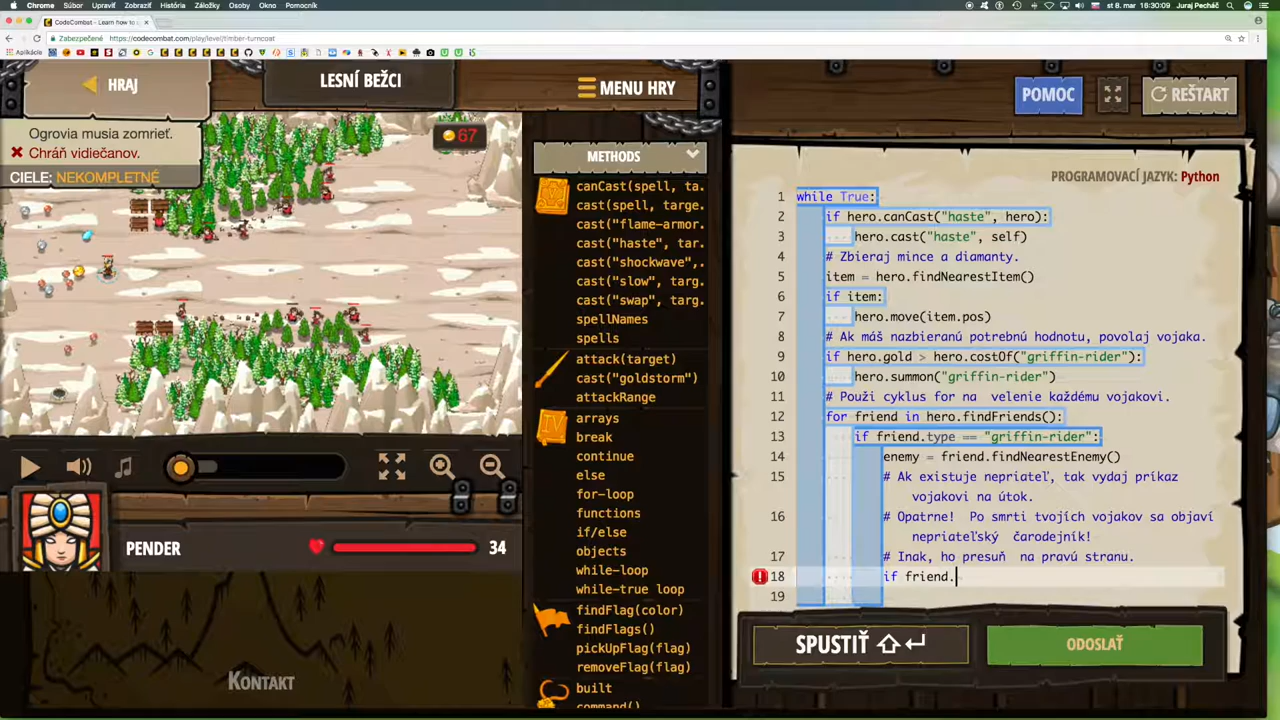 Chrome Súbor Upraviť Zobraziť História Záložky Osoby Okno Pomocník
st 8. mar 16:30:09 Juraj Pecháč
CodeCombat - Learn how to
Zabezpečené https://codecombat.com/play/level/timber-turncoat
Aplikácie
HRAJ
LESNÍ BEŽCI
MENU HRY
POMOC
REŠTART
Ogrovia musia zomrieť.
Chráň vidiečanov.
CIELE: NEKOMPLETNÉ
67
METHODS
canCast(spell, ta.
cast(spell, targe.
cast("flame-armor.
cast("haste", tar.
cast("shockwave",.
cast("slow", targ.
cast("swap", targ.
spellNames
spells
attack(target)
cast("goldstorm")
attackRange
arrays
break
continue
else
for-loop
functions
if/else
objects
while-loop
while-true loop
findFlag(color)
findFlags()
pickUpFlag(flag)
removeFlag(flag)
built
command()
PROGRAMOVACÍ JAZYK: Python
1 while True:
2 if hero.canCast("haste", hero):
3 hero.cast("haste", self)
4 # Zbieraj mince a diamanty.
5 item = hero.findNearestItem()
6 if item:
7 hero.move(item.pos)
8 # Ak máš nazbieranú potrebnú hodnotu, povolaj vojaka.
9 if hero.gold > hero.costOf("griffin-rider"):
10 hero.summon("griffin-rider")
11 # Použi cyklus for na velenie každému vojakovi.
12 for friend in hero.findFriends():
13 if friend.type == "griffin-rider":
14 enemy = friend.findNearestEnemy()
15 # Ak existuje nepriateľ, tak vydaj príkaz
vojakovi na útok.
16 # Opatrne! Po smrti tvojích vojakov sa objaví
nepriateľský čarodejník!
17 # Inak, ho presuň na pravú stranu.
18 if friend.
19
PENDER
34
KONTAKT
SPUSTIŤ
ODOSLAŤ